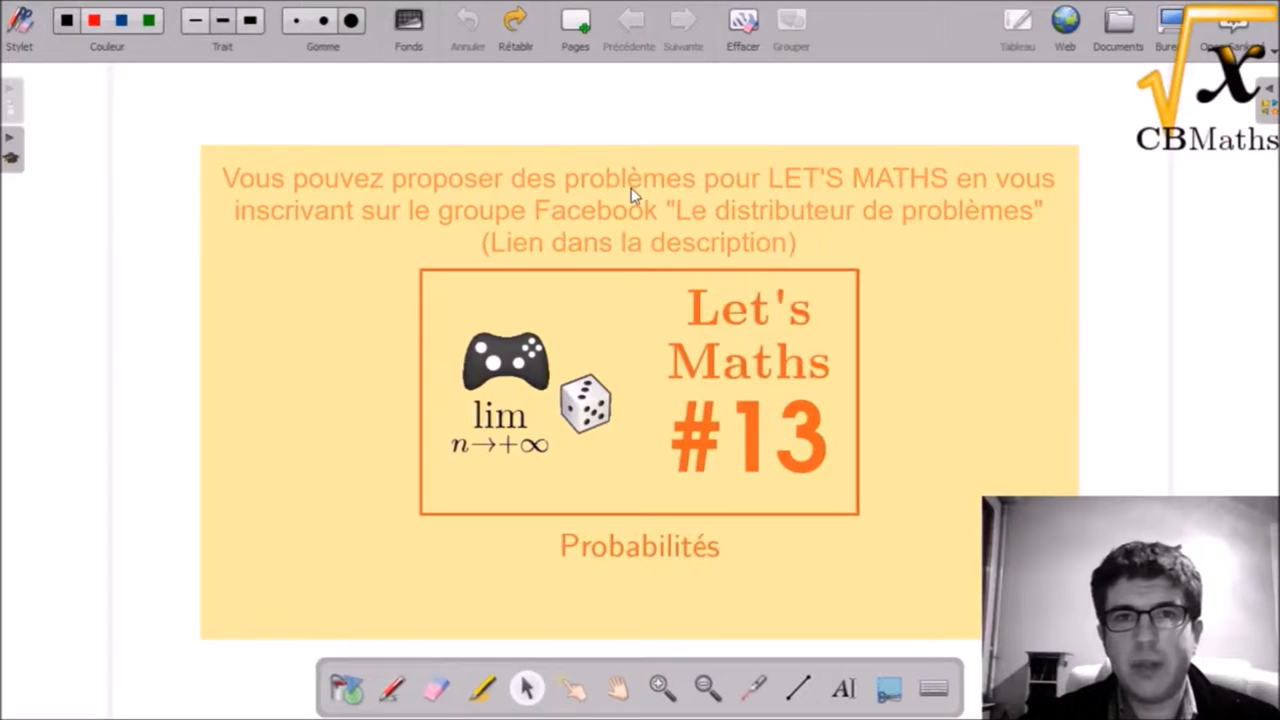 Stylet
Couleur
Trait
Gomme
Fonds
Annuler
Rétablir
Pages
Précédente
Suivante
Effacer
Grouper
Tableau
Web
Documents
x
CBMaths
Vous pouvez proposer des problèmes pour LET'S MATHS en vous
inscrivant sur le groupe Facebook "Le distributeur de problèmes"
(Lien dans la description)
Let's
Maths
#13
lim
n→+∞
Probabilités
AI